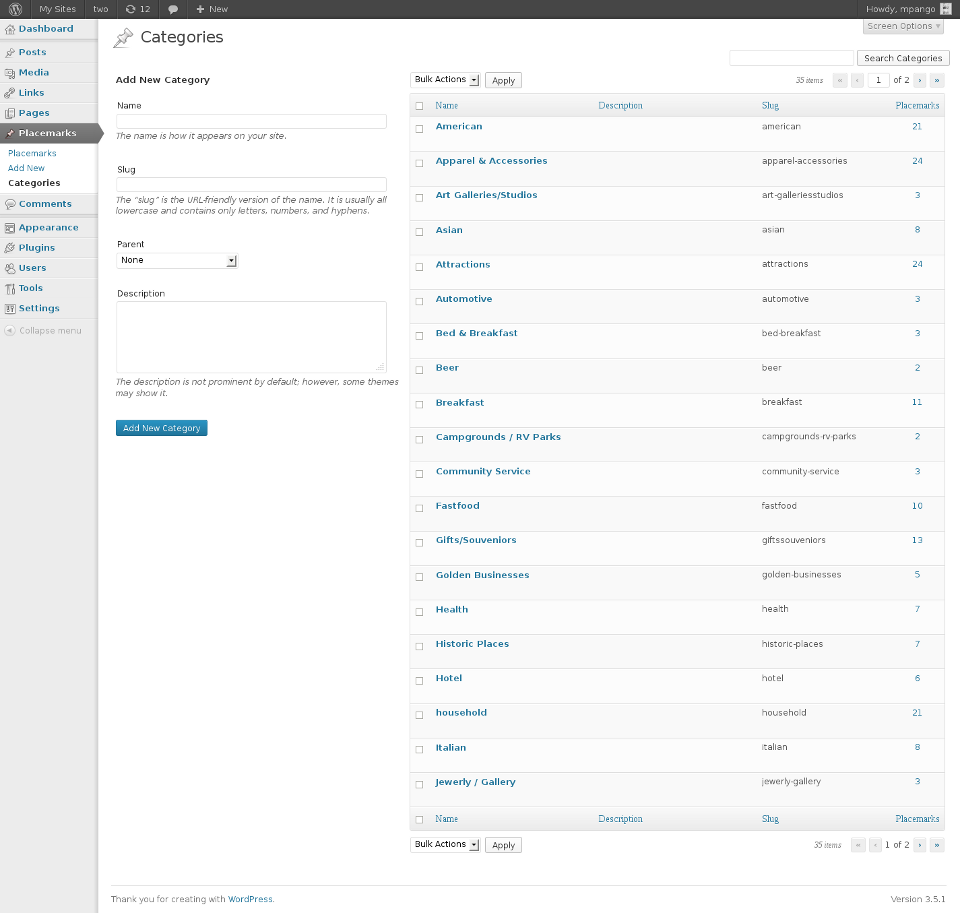 My Sites two 12 New Howdy, mpango
Screen Options
Dashboard
Posts
Media
Links
Pages
Placemarks
Placemarks
Add New
Categories
Comments
Appearance
Plugins
Users
Tools
Settings
Collapse menu
Categories
Search Categories
Add New Category
Name
The name is how it appears on your site.
Slug
The “slug” is the URL-friendly version of the name. It is usually all
lowercase and contains only letters, numbers, and hyphens.
Parent
None
Description
The description is not prominent by default; however, some themes
may show it.
Add New Category
Bulk Actions Apply 35 items « ‹ 1 of 2 › »
Name Description Slug Placemarks
American american 21
Apparel & Accessories apparel-accessories 24
Art Galleries/Studios art-galleriesstudios 3
Asian asian 8
Attractions attractions 24
Automotive automotive 3
Bed & Breakfast bed-breakfast 3
Beer beer 2
Breakfast breakfast 11
Campgrounds / RV Parks campgrounds-rv-parks 2
Community Service community-service 3
Fastfood fastfood 10
Gifts/Souveniors giftssouveniors 13
Golden Businesses golden-businesses 5
Health health 7
Historic Places historic-places 7
Hotel hotel 6
household household 21
Italian italian 8
Jewerly / Gallery jewerly-gallery 3
Name Description Slug Placemarks
Bulk Actions Apply 35 items « ‹ 1 of 2 › »
Thank you for creating with WordPress. Version 3.5.1